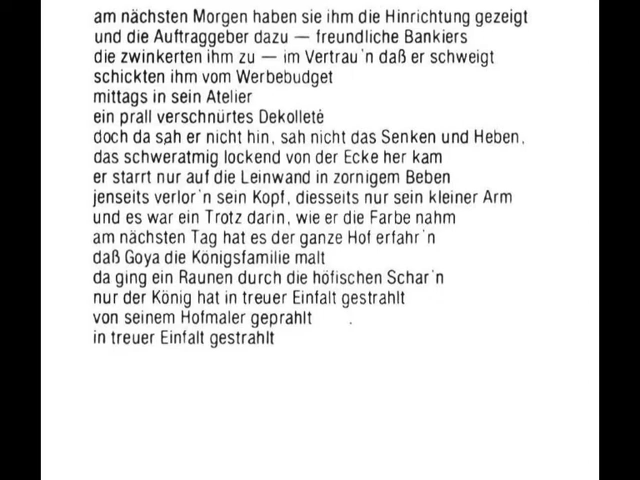 am nächsten Morgen haben sie ihm die Hinrichtung gezeigt
und die Auftraggeber dazu — freundliche Bankiers
die zwinkerten ihm zu — im Vertrau'n daß er schweigt
schickten ihm vom Werbebudget
mittags in sein Atelier
ein prall verschnürtes Dekolleté
doch da sah er nicht hin, sah nicht das Senken und Heben,
das schweratmig lockend von der Ecke her kam
er starrt nur auf die Leinwand in zornigem Beben
jenseits verlor'n sein Kopf, diesseits nur sein kleiner Arm
und es war ein Trotz darin, wie er die Farbe nahm
am nächsten Tag hat es der ganze Hof erfahr'n
daß Goya die Königsfamilie malt
da ging ein Raunen durch die höfischen Schar'n
nur der König hat in treuer Einfalt gestrahlt
von seinem Hofmaler geprahlt
in treuer Einfalt gestrahlt